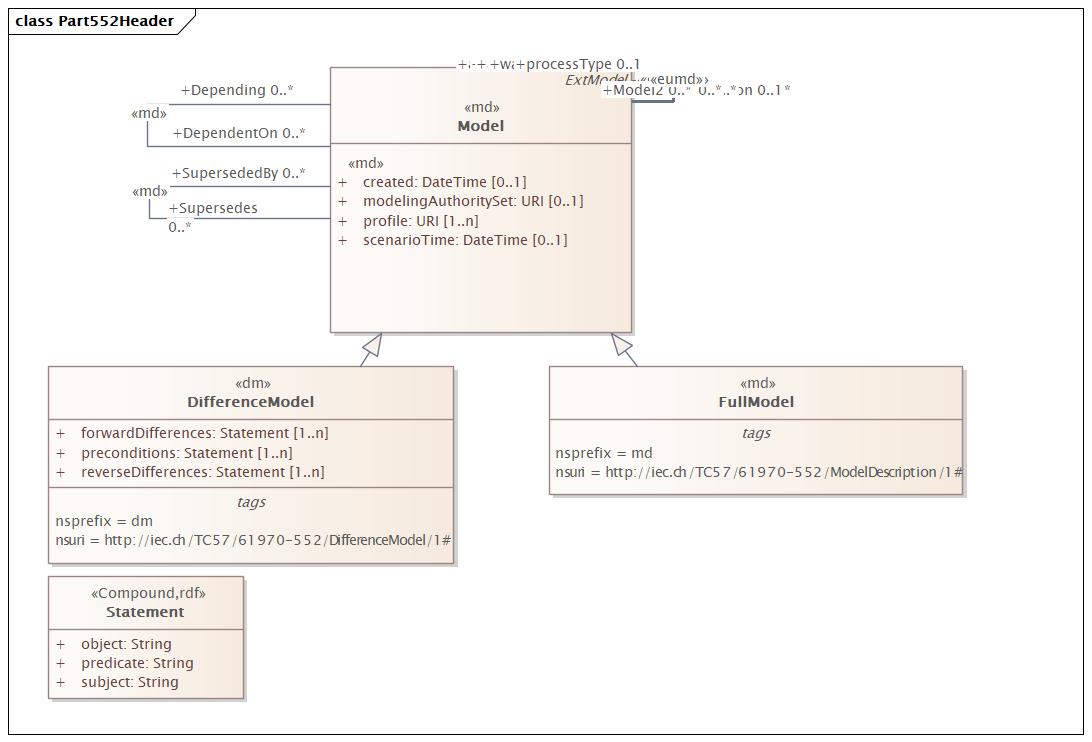 class Part552Header
+processType 0..1
ExtModel
«eumd»
+Depending 0..*
+Model2 0..* 0..*
0..1*
«md»
Model
«md»
+DependentOn 0..*
«md»
+ created: DateTime [0..1]
+ modelingAuthoritySet: URI [0..1]
+ profile: URI [1..n]
+ scenarioTime: DateTime [0..1]
+SupersededBy 0..*
«md»
+Supersedes
0..*
«dm»
DifferenceModel
+ forwardDifferences: Statement [1..n]
+ preconditions: Statement [1..n]
+ reverseDifferences: Statement [1..n]
tags
nsprefix = dm
nsuri = http://iec.ch/TC57/61970-552/DifferenceModel/1#
«md»
FullModel
tags
nsprefix = md
nsuri = http://iec.ch/TC57/61970-552/ModelDescription/1#
«Compound,rdf»
Statement
+ object: String
+ predicate: String
+ subject: String